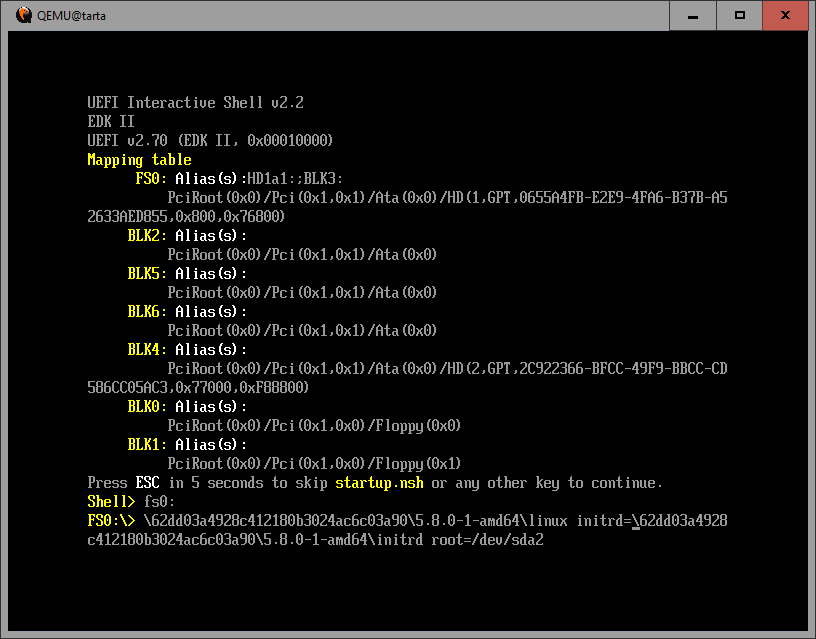 QEMU@tarta
UEFI Interactive Shell v2.2
EDK II
UEFI v2.70 (EDK II, 0x00010000)
Mapping table
FS0: Alias(s):HD1a1:;BLK3:
PciRoot(0x0)/Pci(0x1,0x1)/Ata(0x0)/HD(1,GPT,0655A4FB-E2E9-4FA6-B37B-A5
2633AED855,0x800,0x76800)
BLK2: Alias(s):
PciRoot(0x0)/Pci(0x1,0x1)/Ata(0x0)
BLK5: Alias(s):
PciRoot(0x0)/Pci(0x1,0x1)/Ata(0x0)
BLK6: Alias(s):
PciRoot(0x0)/Pci(0x1,0x1)/Ata(0x0)
BLK4: Alias(s):
PciRoot(0x0)/Pci(0x1,0x1)/Ata(0x0)/HD(2,GPT,2C922366-BFCC-49F9-BBCC-CD
586CC05AC3,0x77000,0xF88800)
BLK0: Alias(s):
PciRoot(0x0)/Pci(0x1,0x0)/Floppy(0x0)
BLK1: Alias(s):
PciRoot(0x0)/Pci(0x1,0x0)/Floppy(0x1)
Press ESC in 5 seconds to skip startup.nsh or any other key to continue.
Shell> fs0:
FS0:\> \62dd03a4928c412180b3024ac6c03a90\5.8.0-1-amd64\linux initrd=\62dd03a4928
c412180b3024ac6c03a90\5.8.0-1-amd64\initrd root=/dev/sda2